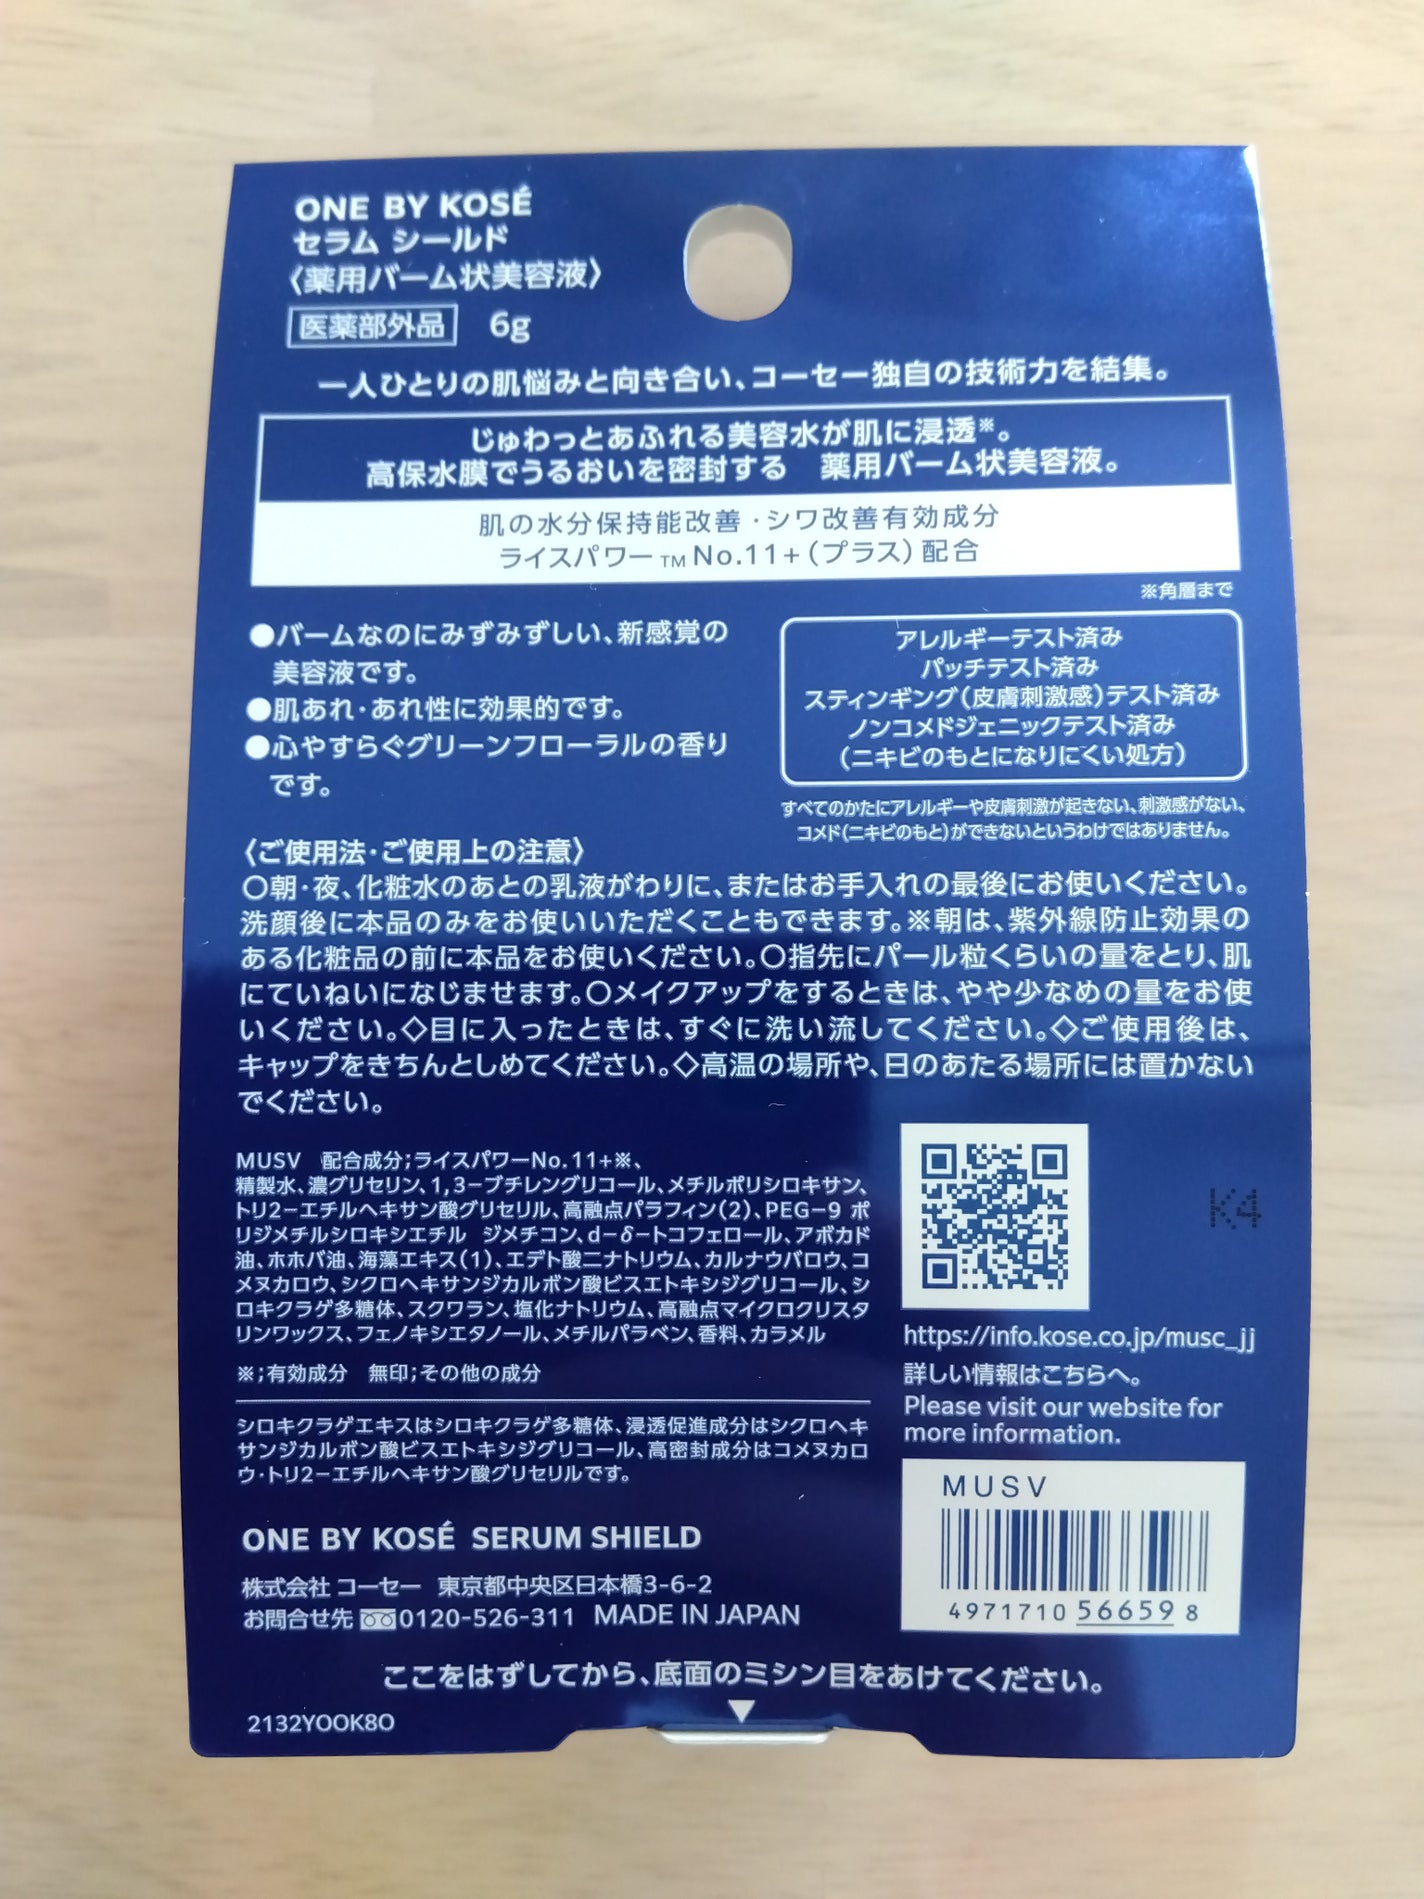 ONE BY KOSÉ
セラム シールド
〈薬用バーム状美容液〉
医薬部外品 6g
一人ひとりの肌悩みと向き合い、コーセー独自の技術力を結集。
じゅわっとあふれる美容水が肌に浸透※。
高保水膜でうるおいを密封する　薬用バーム状美容液。
肌の水分保持能改善・シワ改善有効成分
ライスパワー™No.11+(プラス)配合
※角層まで
●バームなのにみずみずしい、新感覚の
美容液です。
●肌あれ・あれ性に効果的です。
●心やすらぐグリーンフローラルの香り
です。
アレルギーテスト済み
パッチテスト済み
スティンギング(皮膚刺激感)テスト済み
ノンコメドジェニックテスト済み
(ニキビのもとになりにくい処方)
すべてのかたにアレルギーや皮膚刺激が起きない、刺激感がない、
コメド(ニキビのもと)ができないというわけではありません。
〈ご使用法・ご使用上の注意〉
○朝・夜、化粧水のあとの乳液がわりに、またはお手入れの最後にお使いください。
洗顔後に本品のみをお使いいただくこともできます。※朝は、紫外線防止効果の
ある化粧品の前に本品をお使いください。○指先にパール粒くらいの量をとり、肌
にていねいになじませます。○メイクアップをするときは、やや少なめの量をお使
いください。◇目に入ったときは、すぐに洗い流してください。◇ご使用後は、
キャップをきちんとしめてください。◇高温の場所や、日のあたる場所には置かない
でください。
MUSV　配合成分;ライスパワーNo.11+※、
精製水、濃グリセリン、1,3-ブチレングリコール、メチルポリシロキサン、
トリ2-エチルヘキサン酸グリセリル、高融点パラフィン(2)、PEG-9 ポ
リジメチルシロキシエチル　ジメチコン、d-δ-トコフェロール、アボカド
油、ホホバ油、海藻エキス(1)、エデト酸二ナトリウム、カルナウバロウ、コ
メヌカロウ、シクロヘキサンジカルボン酸ビスエトキシジグリコール、シ
ロキクラゲ多糖体、スクワラン、塩化ナトリウム、高融点マイクロクリスタ
リンワックス、フェノキシエタノール、メチルパラベン、香料、カラメル
※;有効成分　無印;その他の成分
シロキクラゲエキスはシロキクラゲ多糖体、浸透促進成分はシクロヘキ
サンジカルボン酸ビスエトキシジグリコール、高密封成分はコメヌカロ
ウ・トリ2-エチルヘキサン酸グリセリルです。
K4
https://info.kose.co.jp/musc_jj
詳しい情報はこちらへ。
Please visit our website for
more information.
MUSV
4971710 56659 8
ONE BY KOSÉ SERUM SHIELD
株式会社 コーセー 東京都中央区日本橋3-6-2
お問合せ先 0120-526-311 MADE IN JAPAN
ここをはずしてから、底面のミシン目をあけてください。
2132YOOK8O